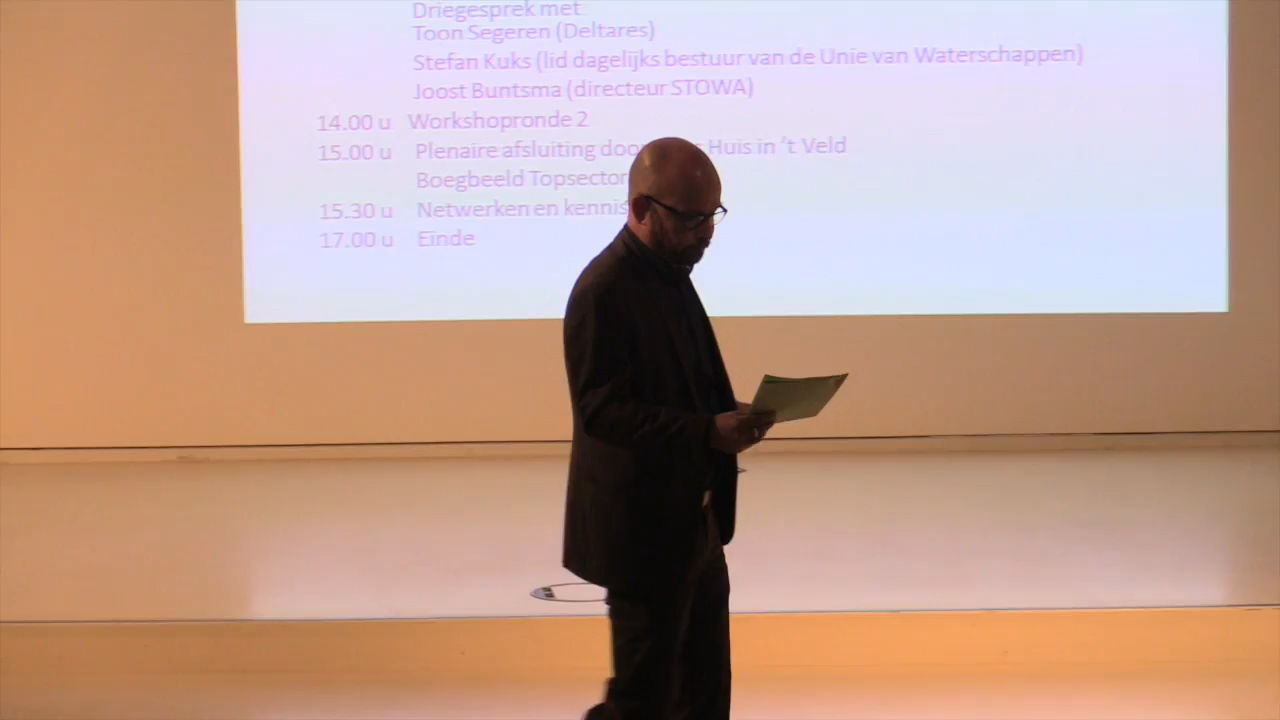 Driegesprek met
Toon Segeren (Deltares)
Stefan Kuks (lid dagelijks bestuur van de Unie van Waterschappen)
Joost Buntsma (directeur STOWA)
14.00 u Workshopronde 2
15.00 u Plenaire afsluiting door Huis in 't Veld
Boegbeeld Topsector
15.30 u Netwerken en kennis
17.00 u Einde